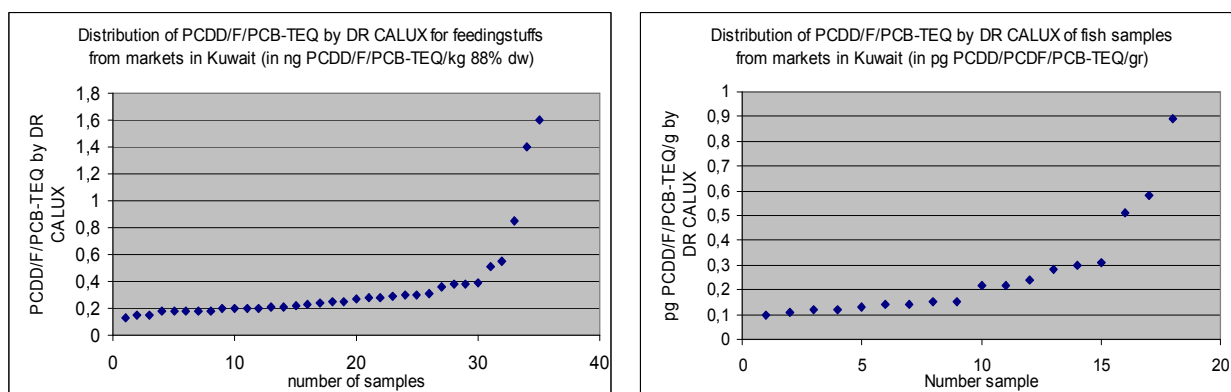 Distribution of PCDD/F/PCB-TEQ by DR CALUX for feedingstuffs
from markets in Kuwait (in ng PCDD/F/PCB-TEQ/kg 88% dw)
PCDD/F/PCB-TEQ by DR
CALUX
1,8
1,6
1,4
1,2
1
0,8
0,6
0,4
0,2
0
0 10 20 30 40
number of samples
Distribution of PCDD/F/PCB-TEQ by DR CALUX of fish samples
from markets in Kuwait (in pg PCDD/PCDF/PCB-TEQ/gr)
pg PCDD/F/PCB-TEQ/g by
DR CALUX
1
0,9
0,8
0,7
0,6
0,5
0,4
0,3
0,2
0,1
0
0 5 10 15 20
Number sample